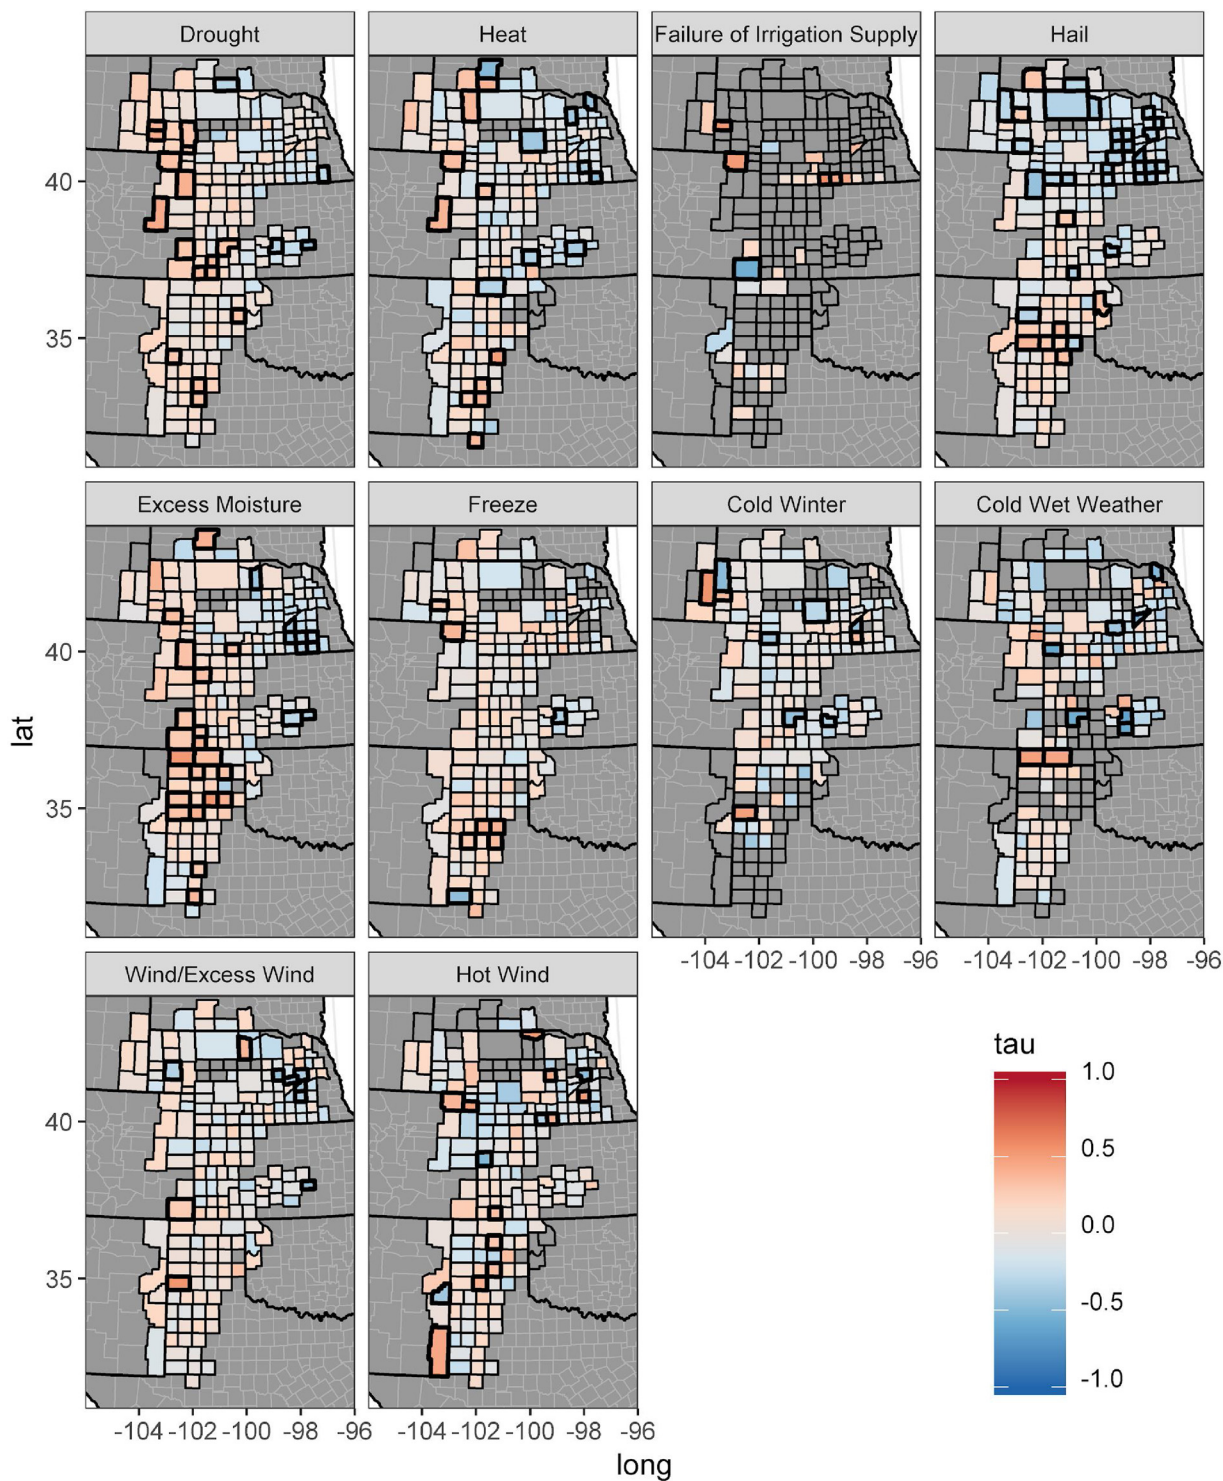 Drought Heat Failure of Irrigation Supply Hail
40
35
Excess Moisture Freeze Cold Winter Cold Wet Weather
lat
40
35
-104 -102 -100 -98 -96 -104 -102 -100 -98 -96
Wind/Excess Wind Hot Wind
40
35
-104 -102 -100 -98 -96 -104 -102 -100 -98 -96
long
tau
1.0
0.5
0.0
-0.5
-1.0